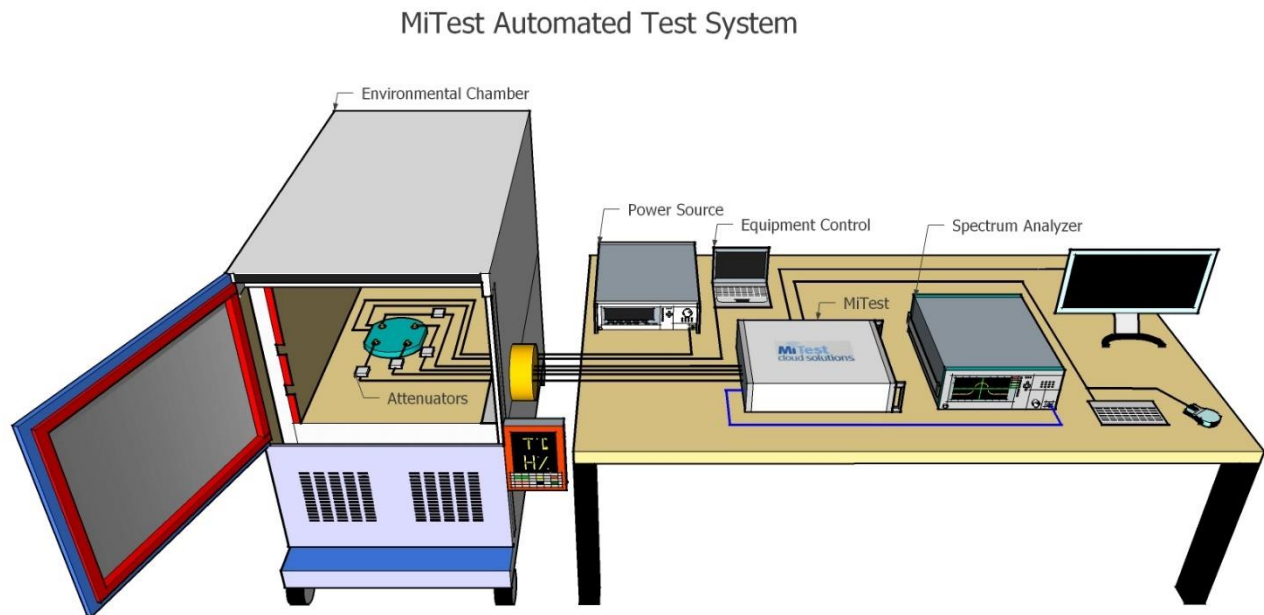 MiTest Automated Test System
Environmental Chamber
Power Source
Equipment Control
Spectrum Analyzer
MiTest
MiTest
cloud solutions
Attenuators
T°C
H%